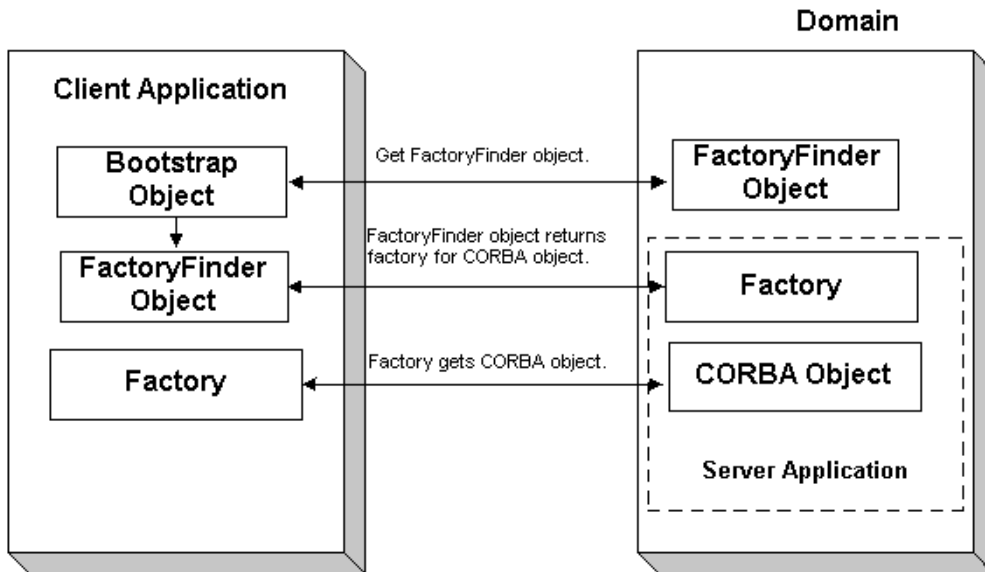 Domain
Client Application
Bootstrap
Object
Get FactoryFinder object.
FactoryFinder
Object
FactoryFinder object returns
factory for CORBA object.
FactoryFinder
Object
Factory
Factory
Factory gets CORBA object.
CORBA Object
Server Application